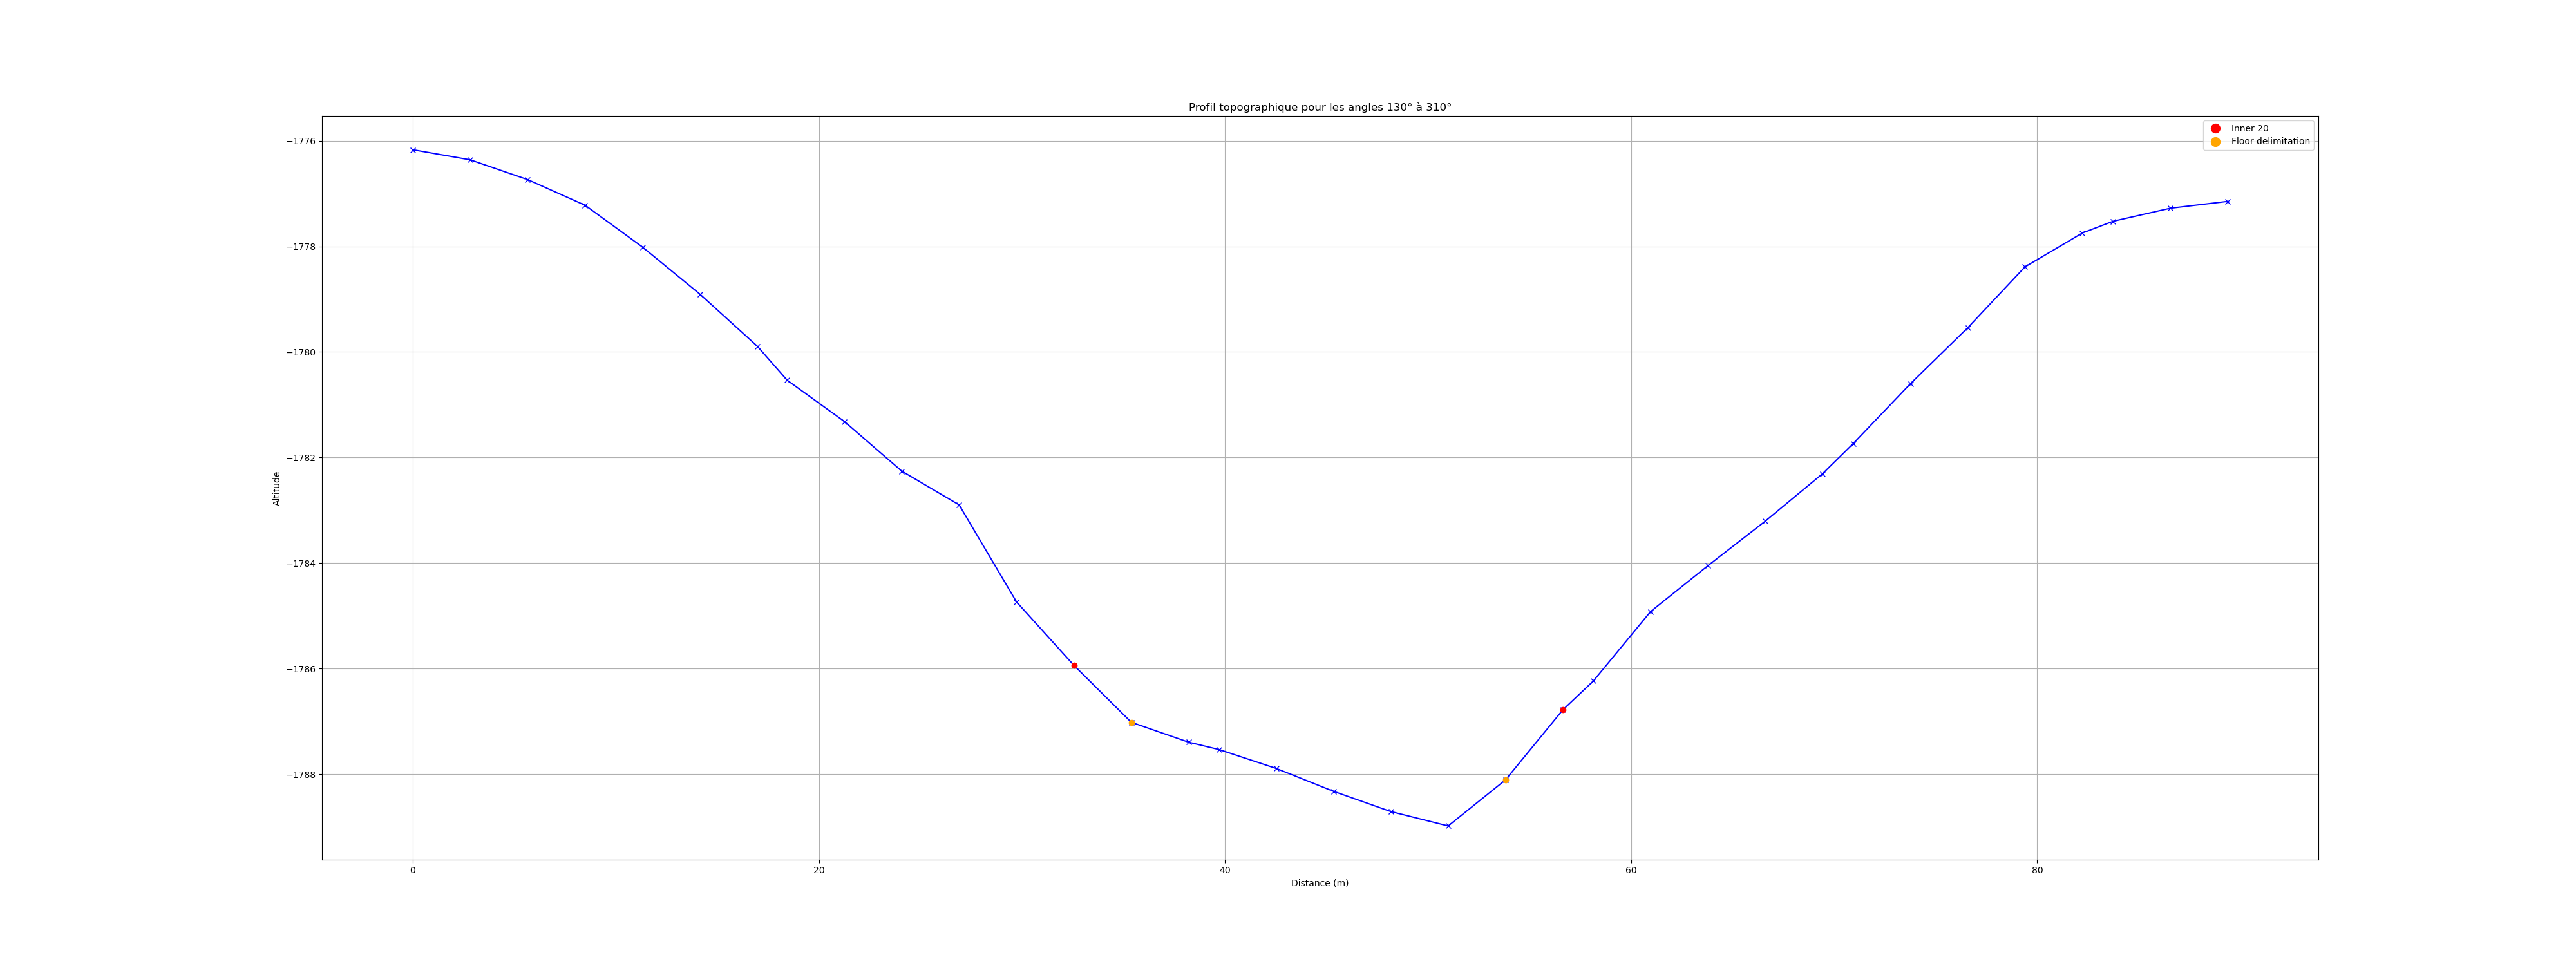 Profil topographique pour les angles 130° à 310°
Inner 20
Floor delimitation
−1776
−1778
−1780
−1782
−1784
−1786
−1788
Altitude
0 20 40 60 80
Distance (m)